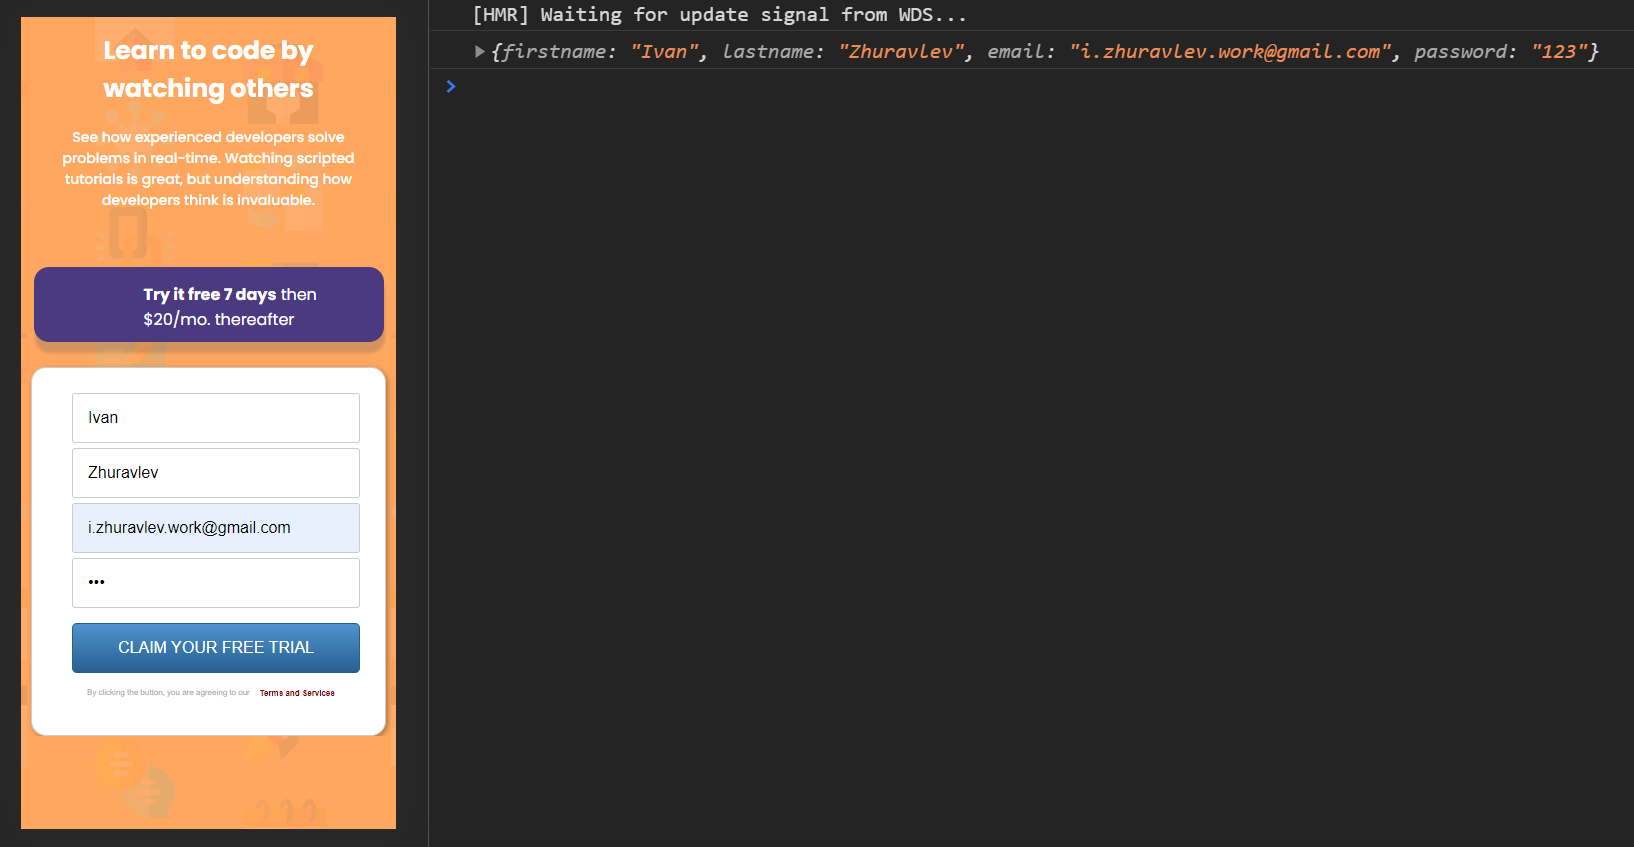 Learn to code by
watching others
See how experienced developers solve
problems in real-time. Watching scripted
tutorials is great, but understanding how
developers think is invaluable.
Try it free 7 days then
$20/mo. thereafter
Ivan
Zhuravlev
i.zhuravlev.work@gmail.com
•••
CLAIM YOUR FREE TRIAL
By clicking the button, you are agreeing to our Terms and Services
[HMR] Waiting for update signal from WDS...
{firstname: "Ivan", lastname: "Zhuravlev", email: "i.zhuravlev.work@gmail.com", password: "123"}